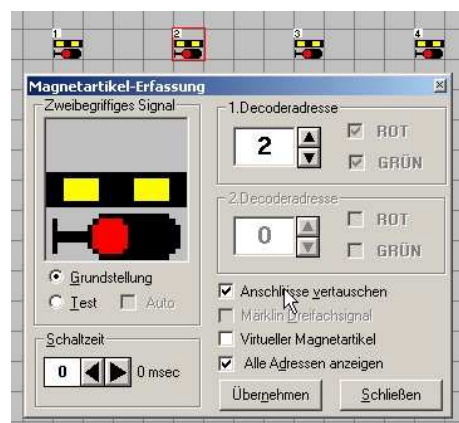 1 2 3 4
Magnetartikel-Erfassung
Zweibegriffiges Signal
1.Decoderadresse
2
ROT
GRÜN
2.Decoderadresse
0
ROT
GRÜN
Grundstellung
Test Auto
Anschlüsse vertauschen
Märklin Dreifachsignal
Virtueller Magnetartikel
Alle Adressen anzeigen
Schaltzeit
0 0 msec
Übernehmen Schließen